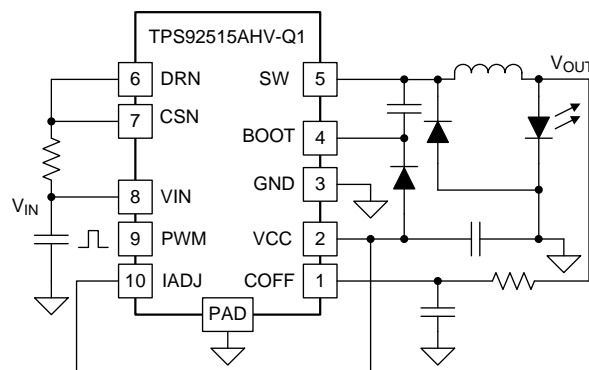 TPS92515AHV-Q1
6 DRN SW 5 V_OUT
7 CSN
BOOT 4
GND 3
V_IN 8 VIN
9 PWM VCC 2
10 IADJ COFF 1
PAD